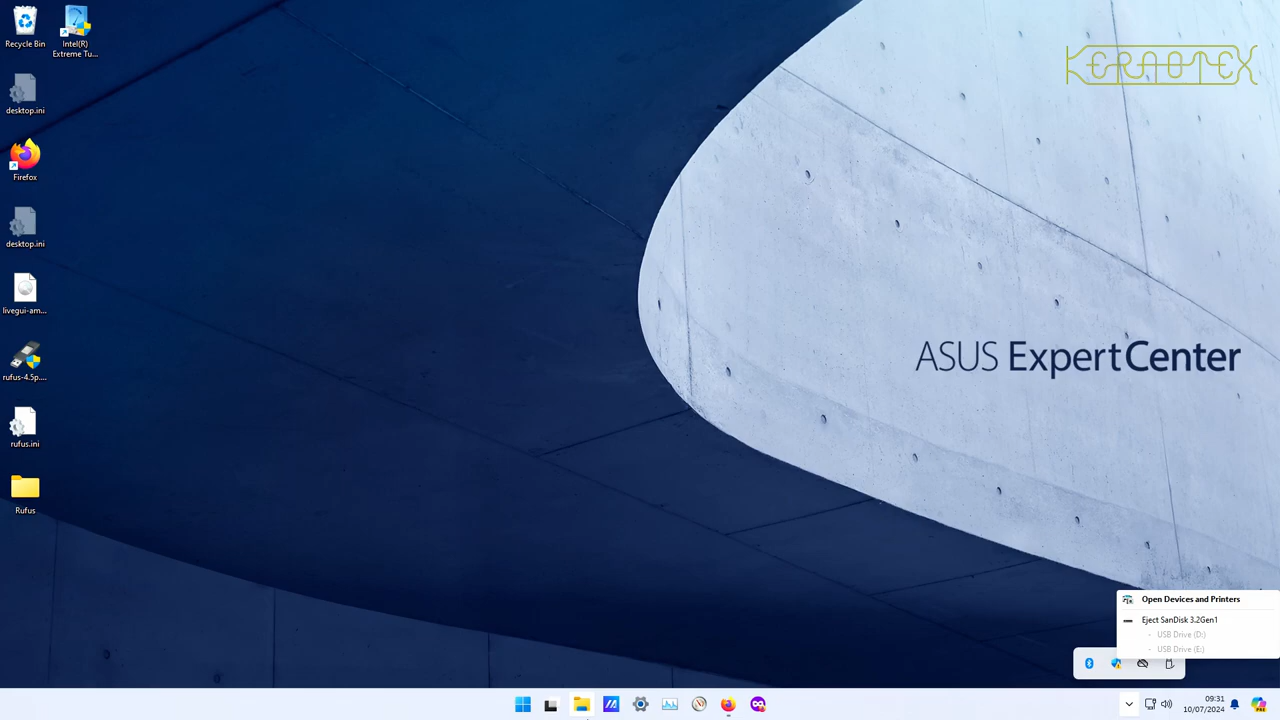 Recycle Bin
Intel(R)
Extreme Tu...
desktop.ini
Firefox
desktop.ini
livegui-am...
rufus-4.5p....
rufus.ini
Rufus
KERAOTEX
ASUS ExpertCenter
Open Devices and Printers
Eject SanDisk 3.2Gen1
- USB Drive (D:)
- USB Drive (E:)
09:31
10/07/2024
PRE